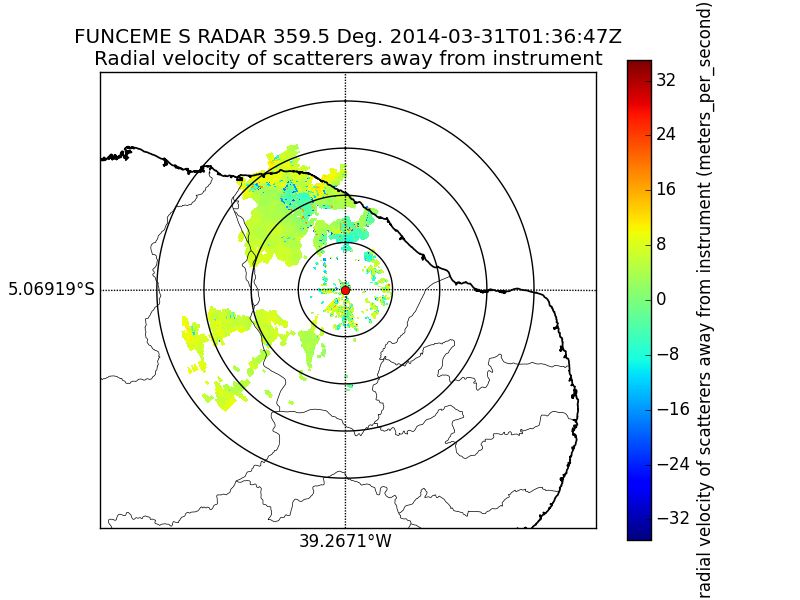 FUNCEME S RADAR 359.5 Deg. 2014-03-31T01:36:47Z
Radial velocity of scatterers away from instrument
5.06919°S
39.2671°W
32
24
16
8
0
−8
−16
−24
−32
radial velocity of scatterers away from instrument (meters_per_second)